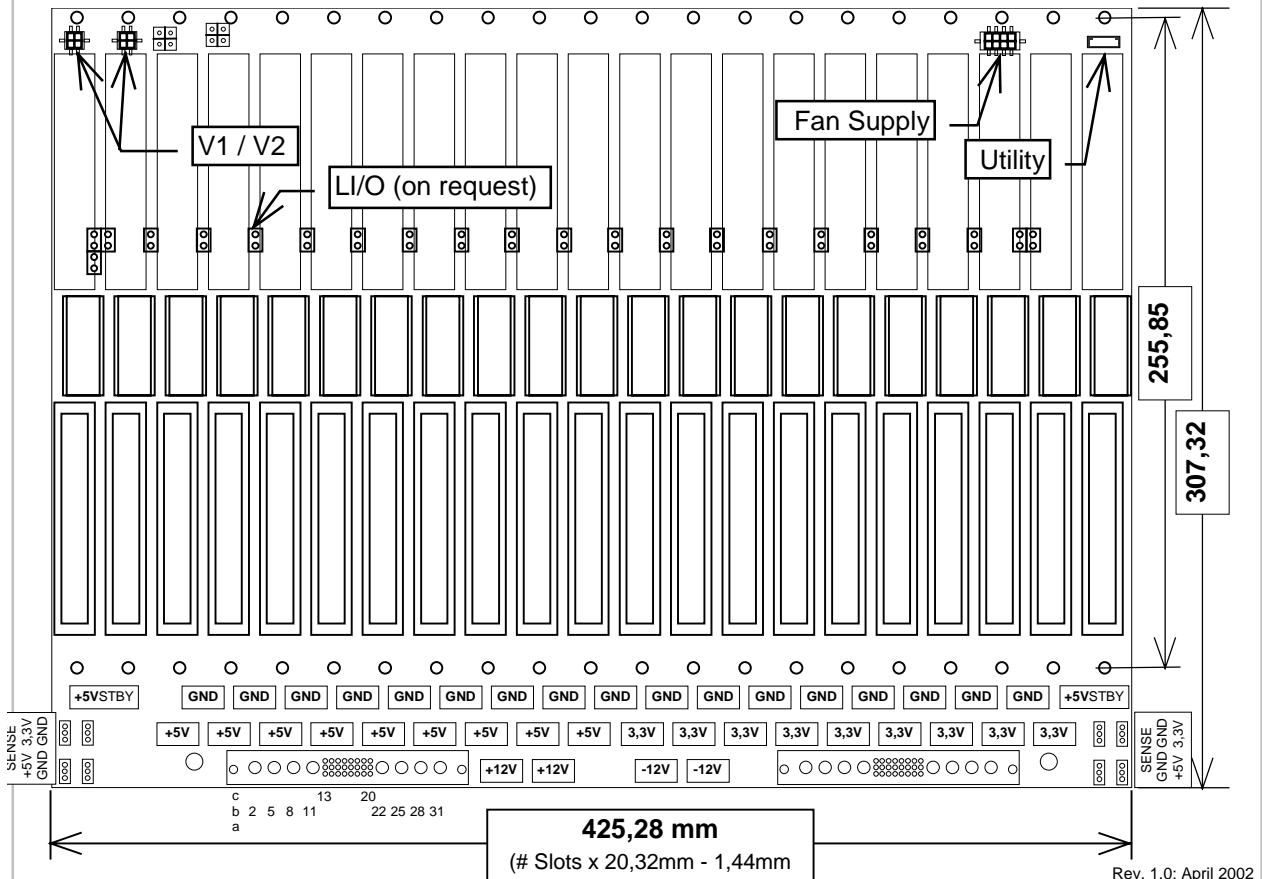 V1 / V2
Fan Supply
Utility
LI/O (on request)
255,85
307,32
+5VSTBY GND GND GND GND GND GND GND GND GND GND GND GND GND GND GND GND GND +5VSTBY
SENSE
+5V 3,3V
GND GND
+5V +5V +5V +5V +5V +5V +5V +5V +5V 3,3V 3,3V 3,3V 3,3V 3,3V 3,3V 3,3V 3,3V 3,3V
SENSE
GND GND
+5V 3,3V
+12V +12V -12V -12V
c 13 20
b 2 5 8 11 22 25 28 31
a
425,28 mm
(# Slots x 20,32mm - 1,44mm
Rev. 1.0; April 2002